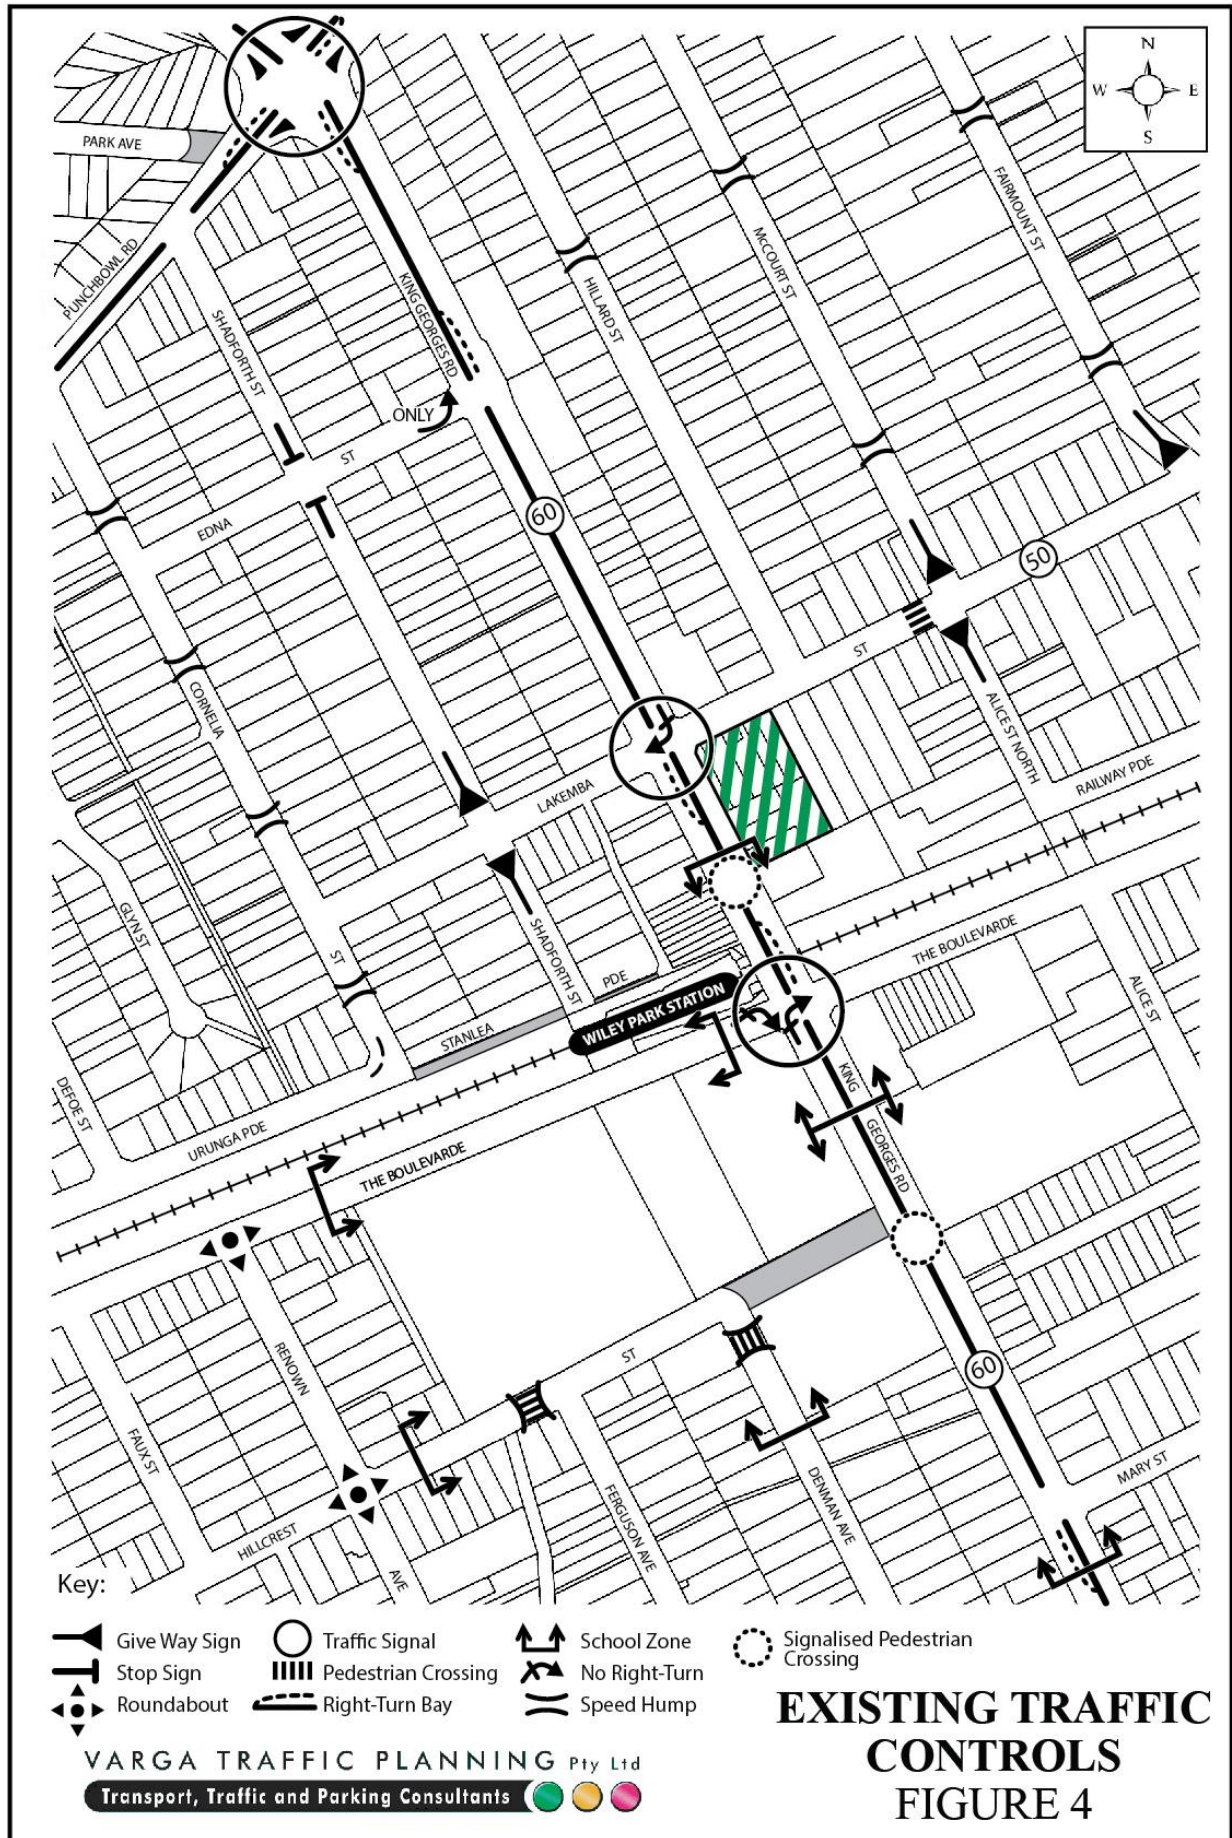 N
W E
S
PARK AVE
PUNCHBOWL RD
SHADFORTH ST
KING GEORGES RD
HILLARD ST
McCOURT ST
FAIRMOUNT ST
ONLY
EDNA
ST
60
50
ST
CORNELIA
ST
LAKEMBA
ALICE ST NORTH
RAILWAY PDE
GLYN ST
SHADFORTH ST
STANLEA
PDE
WILEY PARK STATION
THE BOULEVARDE
ALICE ST
DEFOE ST
URUNGA PDE
THE BOULEVARDE
KING
GEORGES RD
RENOWN
AVE
FAUX ST
HILLCREST
ST
FERGUSON AVE
DENMAN AVE
60
MARY ST
Key:
Give Way Sign
Stop Sign
Roundabout
Traffic Signal
Pedestrian Crossing
Right-Turn Bay
School Zone
No Right-Turn
Speed Hump
Signalised Pedestrian
Crossing
EXISTING TRAFFIC
CONTROLS
FIGURE 4
VARGA TRAFFIC PLANNING Pty Ltd
Transport, Traffic and Parking Consultants